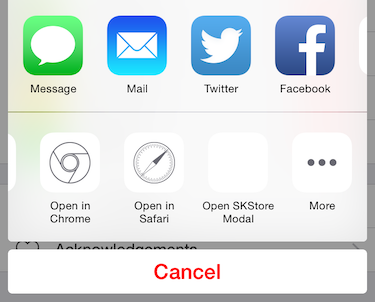 Message Mail Twitter Facebook
Open in Chrome
Open in Safari
Open SKStore Modal
More
Acknowledgements
Cancel